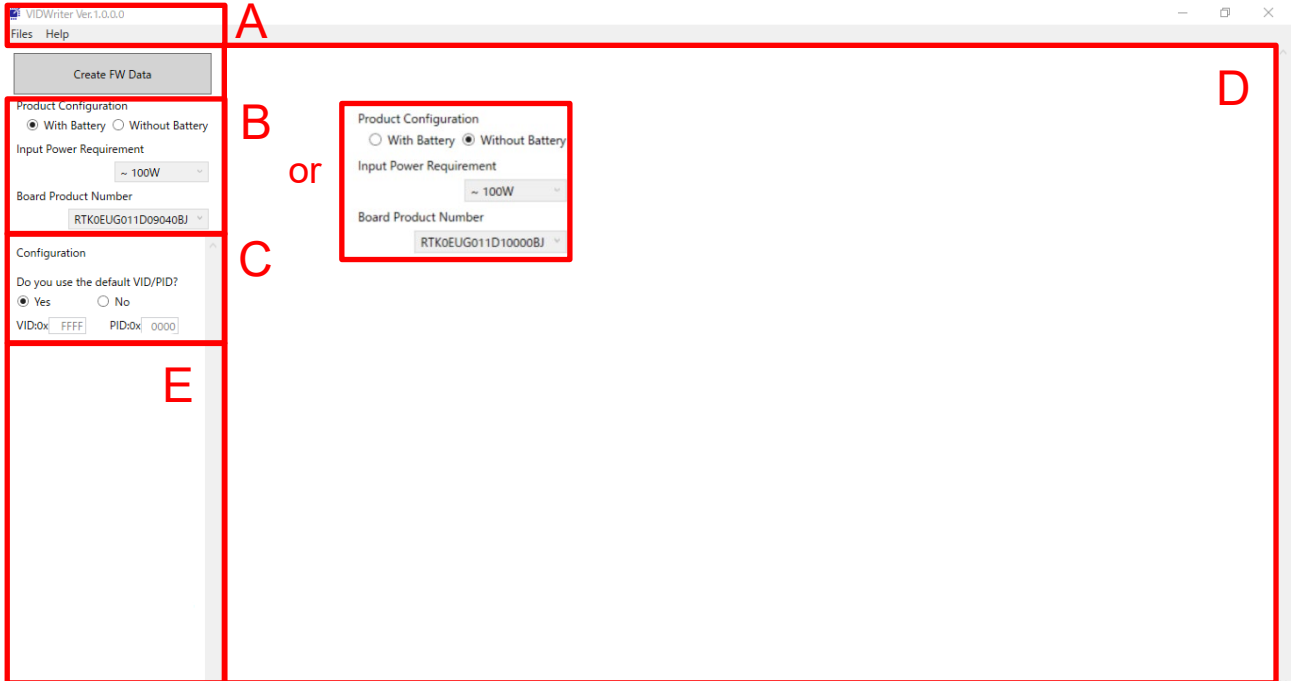 VIDWriter Ver.1.0.0.0
A
Files Help
Create FW Data
D
Product Configuration
With Battery Without Battery
B
Input Power Requirement
~ 100W
Board Product Number
RTK0EUG011D09040BJ
or
Product Configuration
With Battery Without Battery
Input Power Requirement
~ 100W
Board Product Number
RTK0EUG011D10000BJ
C
Configuration
Do you use the default VID/PID?
Yes No
VID:0x FFFF PID:0x 0000
E